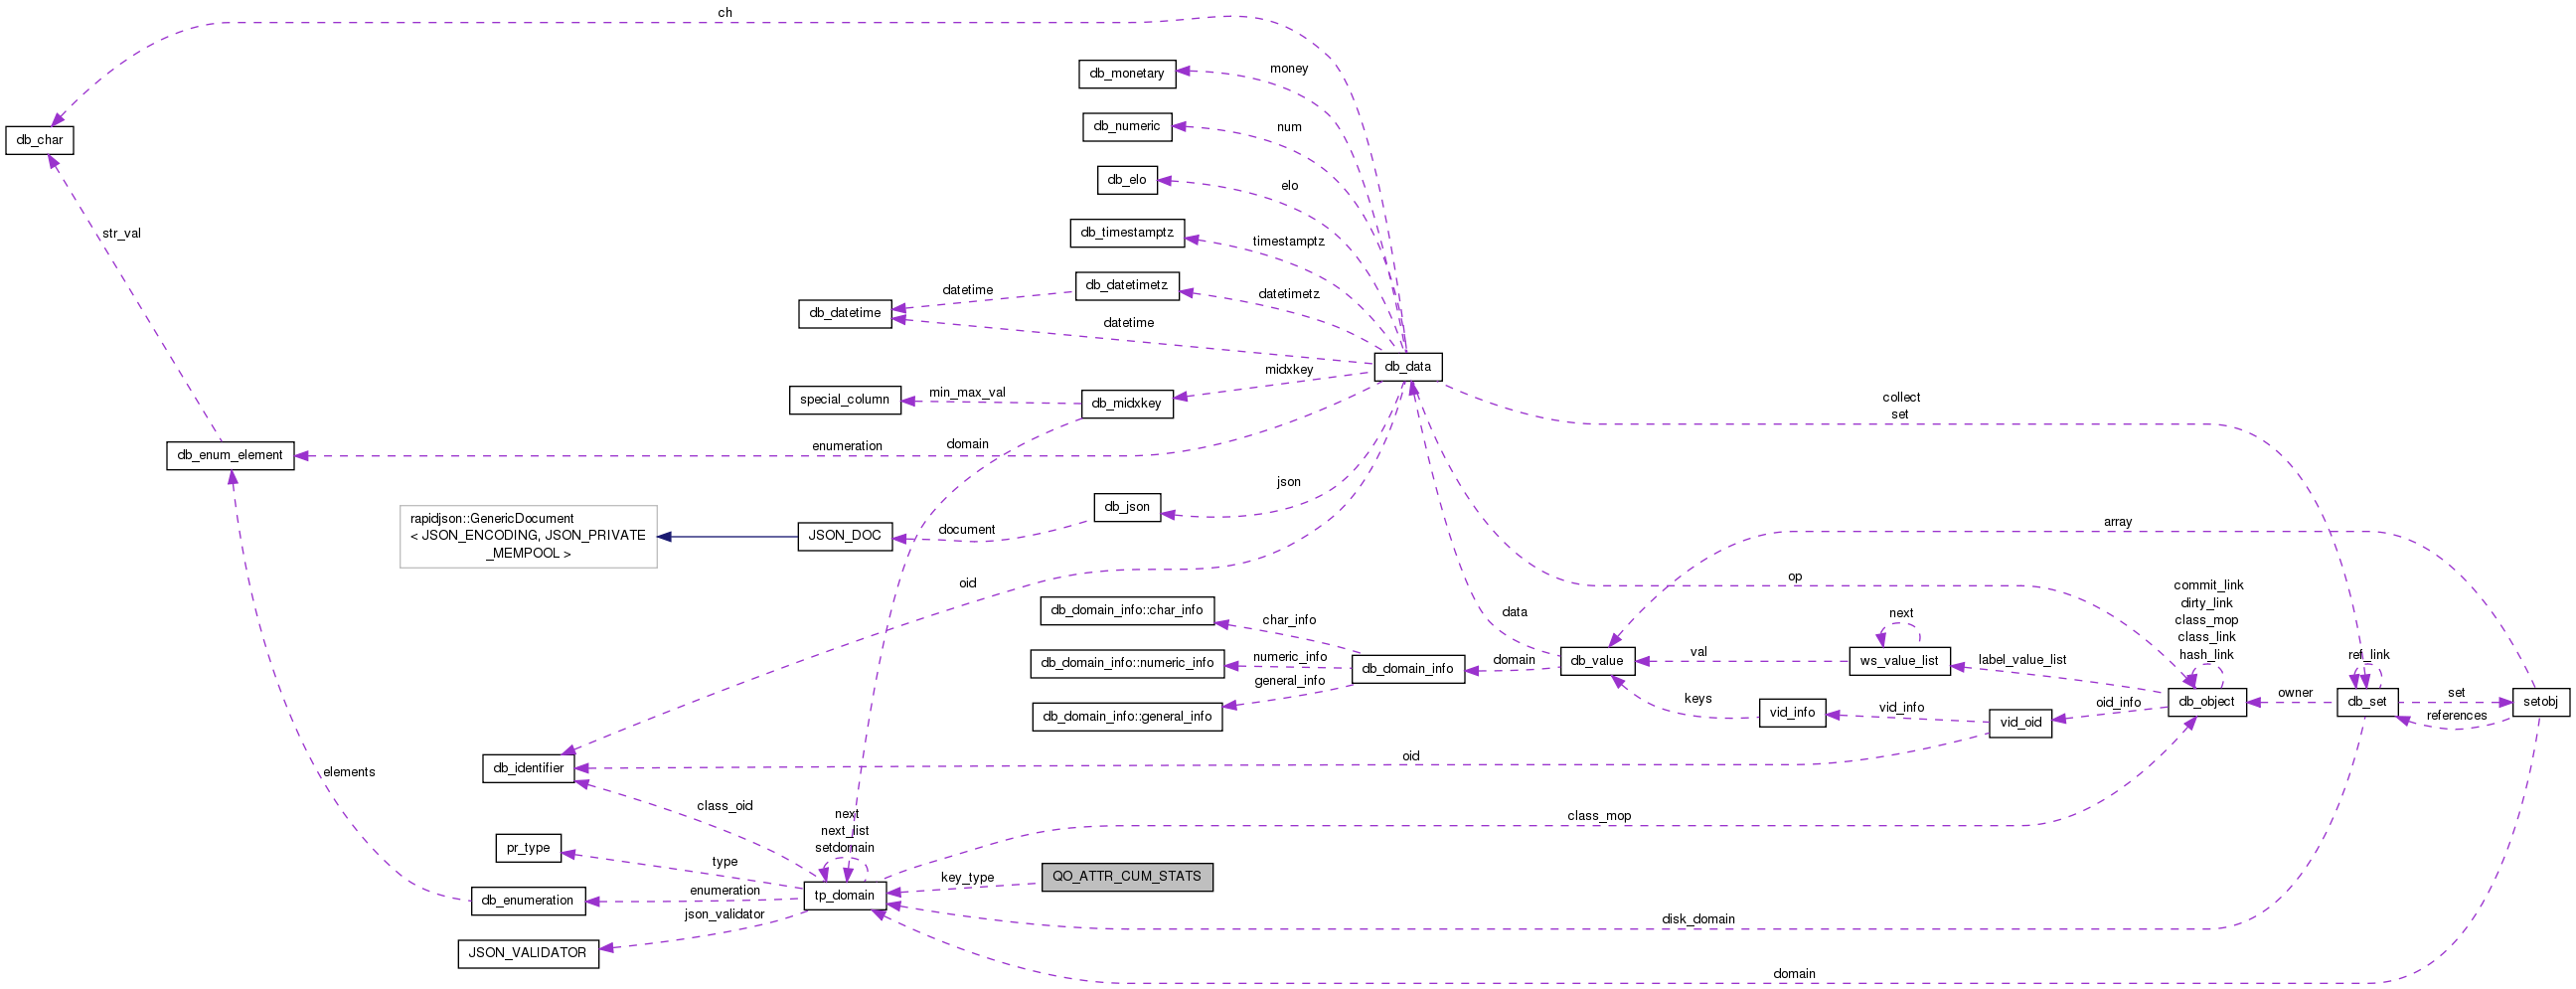 ch
db_monetary
money
db_numeric
num
db_char
db_elo
elo
str_val
db_timestamptz
timestamptz
db_datetimetz
datetimetz
datetime
db_datetime
datetime
db_data
midxkey
special_column
min_max_val
db_midxkey
collect
set
enumeration
domain
db_enum_element
json
db_json
rapidjson::GenericDocument
< JSON_ENCODING, JSON_PRIVATE
_MEMPOOL >
JSON_DOC
document
array
op
oid
commit_link
dirty_link
class_mop
class_link
hash_link
db_domain_info::char_info
char_info
data
next
db_domain_info::numeric_info
numeric_info
db_domain_info
domain
db_value
val
ws_value_list
label_value_list
ref_link
general_info
db_domain_info::general_info
keys
vid_info
vid_info
vid_oid
oid_info
db_object
owner
db_set
set
references
setobj
db_identifier
oid
elements
class_oid
next
next_list
setdomain
class_mop
pr_type
type
key_type
QO_ATTR_CUM_STATS
db_enumeration
enumeration
tp_domain
json_validator
disk_domain
JSON_VALIDATOR
domain